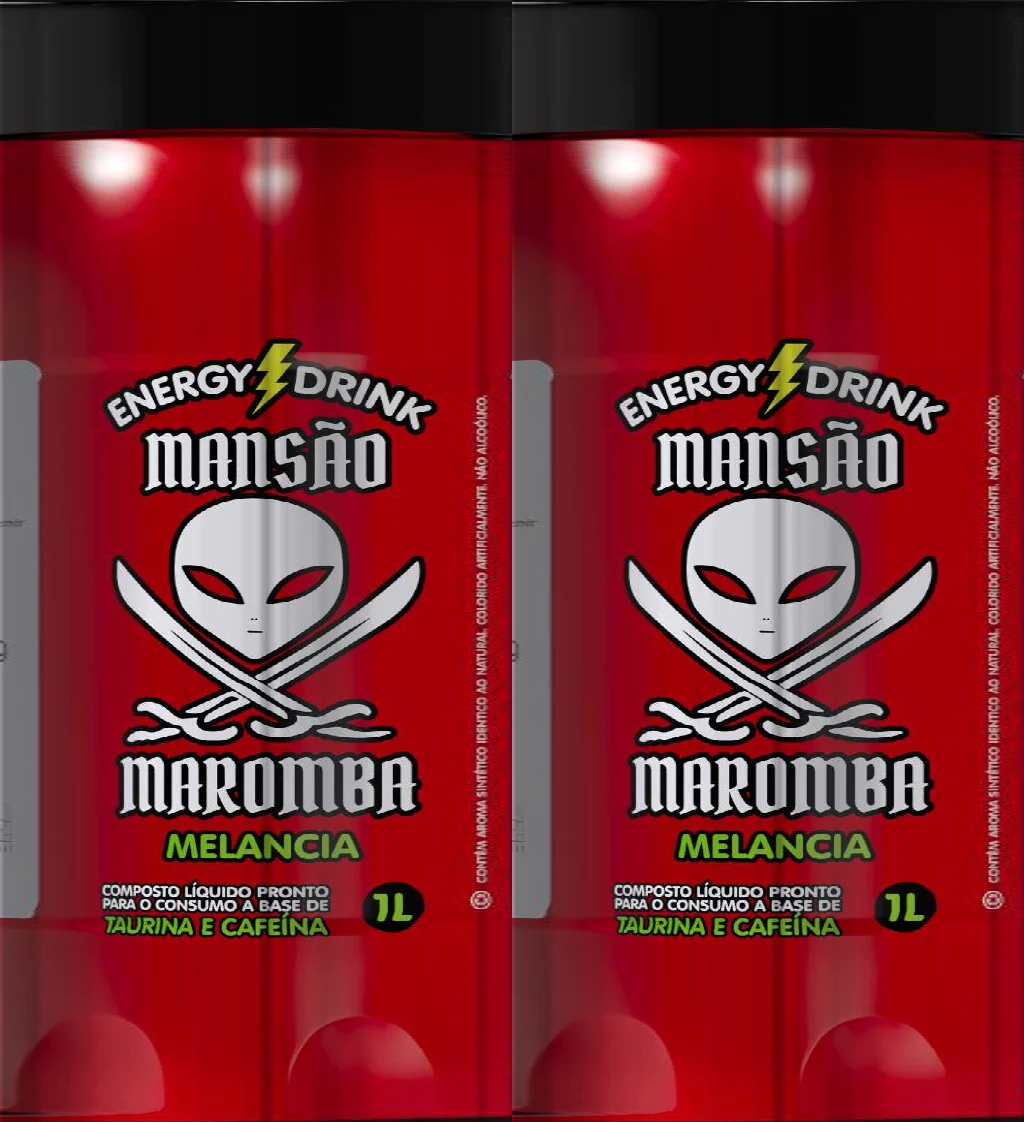 ENERGY DRINK
MANSÃO
MAROMBA
MELANCIA
COMPOSTO LÍQUIDO PRONTO
PARA O CONSUMO A BASE DE
TAURINA E CAFEÍNA
1L
CONTÉM AROMA SINTÉTICO IDENTICO AO NATURAL. COLORIDO ARTIFICIALMENTE. NÃO ALCOÓLICO.
ENERGY DRINK
MANSÃO
MAROMBA
MELANCIA
COMPOSTO LÍQUIDO PRONTO
PARA O CONSUMO A BASE DE
TAURINA E CAFEÍNA
1L
CONTÉM AROMA SINTÉTICO IDENTICO AO NATURAL. COLORIDO ARTIFICIALMENTE. NÃO ALCOÓLICO.